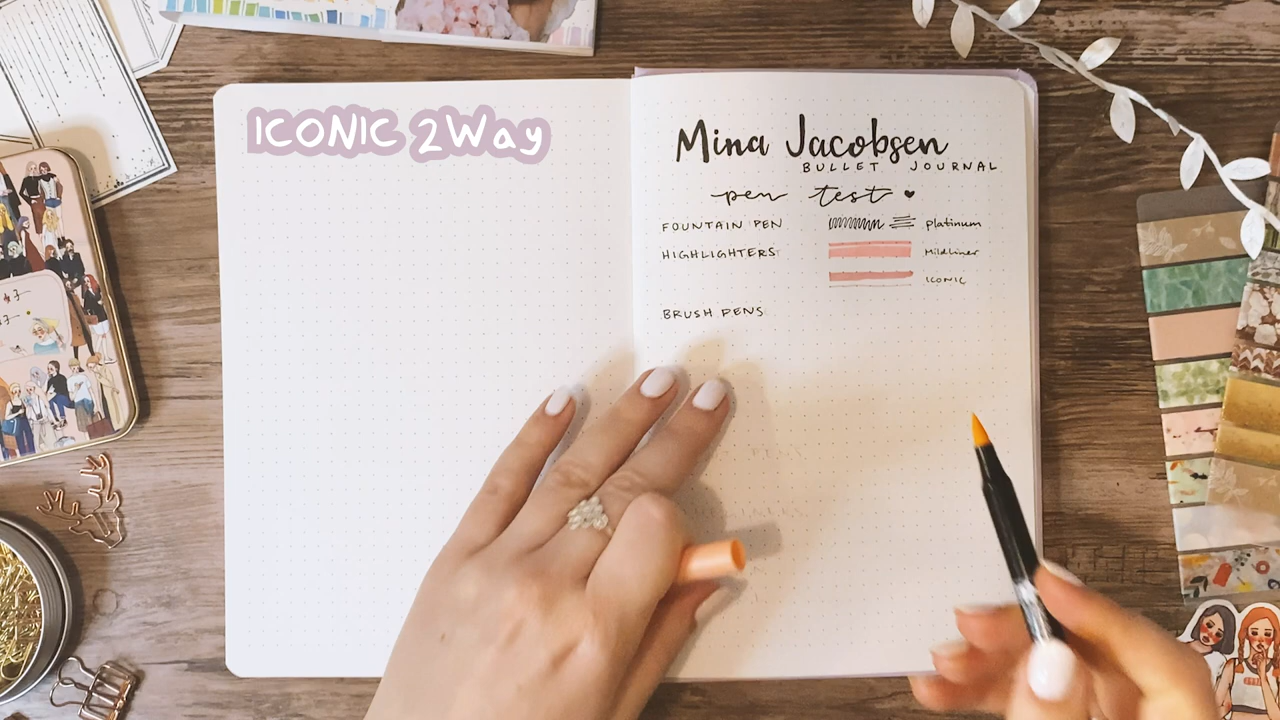 ICONIC 2Way
Mina Jacobsen
BULLET JOURNAL
pen test
FOUNTAIN PEN platinum
HIGHLIGHTERS Mildliner
ICONIC
BRUSH PENS